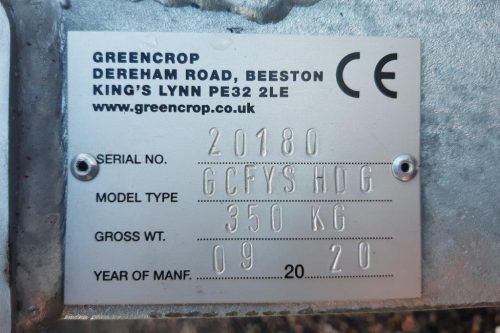 GREENCROP
DEREHAM ROAD, BEESTON
KING'S LYNN PE32 2LE
www.greencrop.co.uk
CE
SERIAL NO. 20180
MODEL TYPE GCFYS HDG
GROSS WT. 350 KG
YEAR OF MANF. 09 20 20